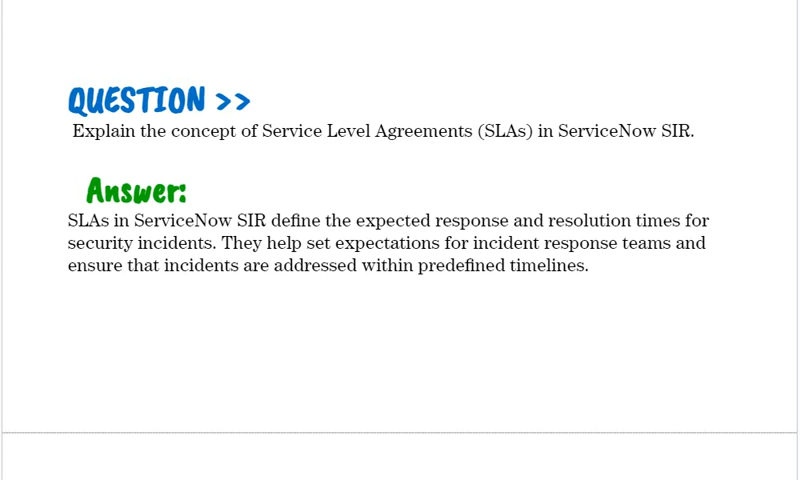 QUESTION >>
Explain the concept of Service Level Agreements (SLAs) in ServiceNow SIR.
Answer:
SLAs in ServiceNow SIR define the expected response and resolution times for
security incidents. They help set expectations for incident response teams and
ensure that incidents are addressed within predefined timelines.